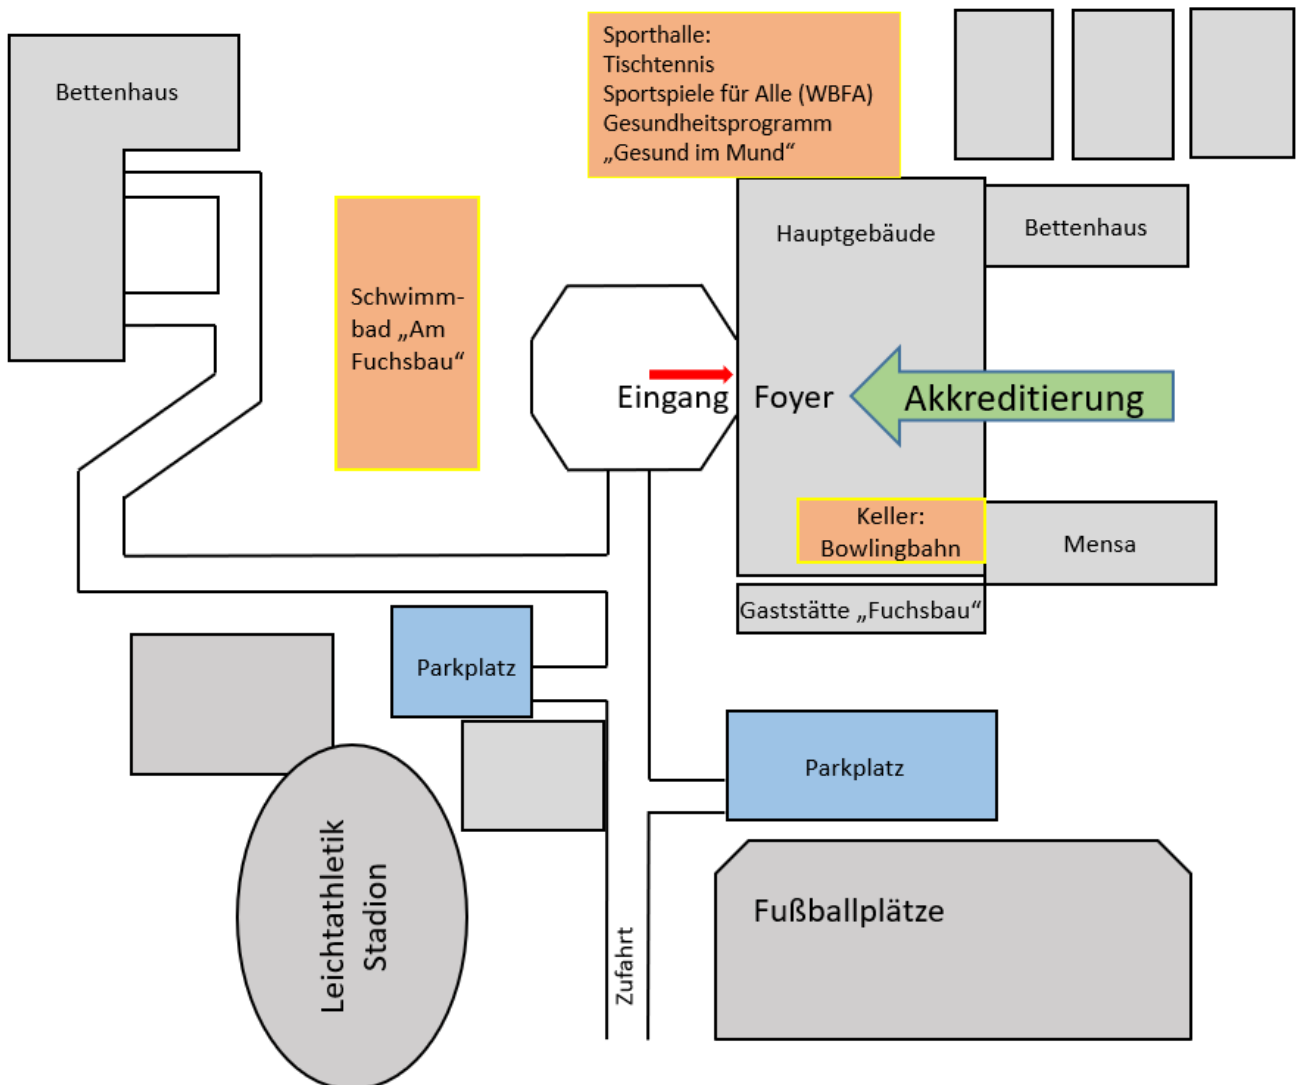 Sporthalle:
Tischtennis
Sportspiele für Alle (WBFA)
Gesundheitsprogramm
„Gesund im Mund“
Bettenhaus
Hauptgebäude
Bettenhaus
Schwimm-
bad „Am
Fuchsbau“
Eingang
Foyer
Akkreditierung
Keller:
Bowlingbahn
Mensa
Gaststätte „Fuchsbau“
Parkplatz
Parkplatz
Leichtathletik
Stadion
Zufahrt
Fußballplätze